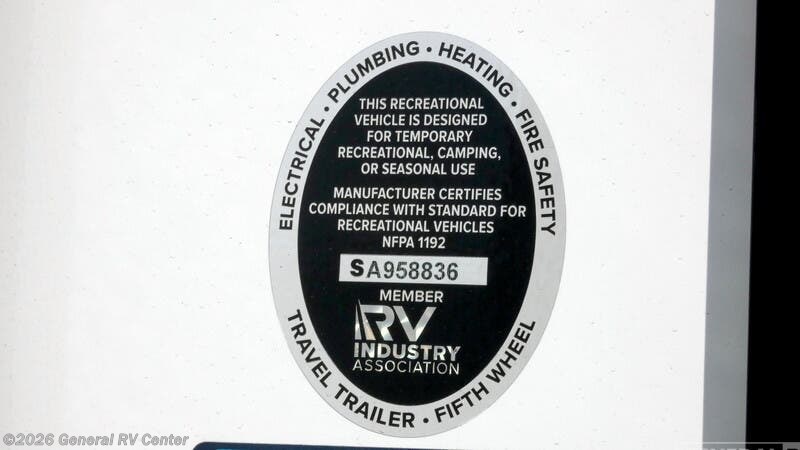 ELECTRICAL • PLUMBING • HEATING • FIRE SAFETY
THIS RECREATIONAL
VEHICLE IS DESIGNED
FOR TEMPORARY
RECREATIONAL, CAMPING,
OR SEASONAL USE
MANUFACTURER CERTIFIES
COMPLIANCE WITH STANDARD FOR
RECREATIONAL VEHICLES
NFPA 1192
SA958836
MEMBER
RV
INDUSTRY
ASSOCIATION
TRAVEL TRAILER • FIFTH WHEEL
©2026 General RV Center